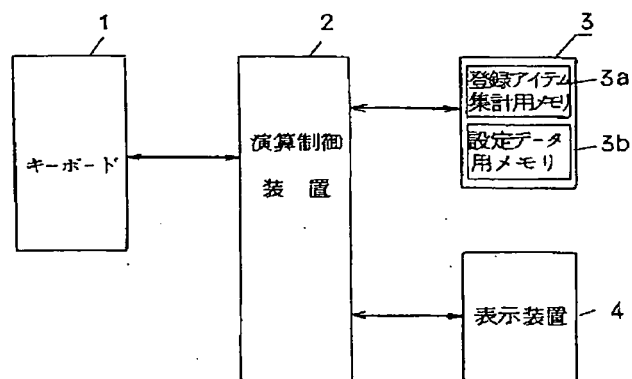 1
2
3
キーボード
演算制御
装置
登録アイテム
集計用メモリ
3a
設定データ
用メモリ
3b
表示装置
4